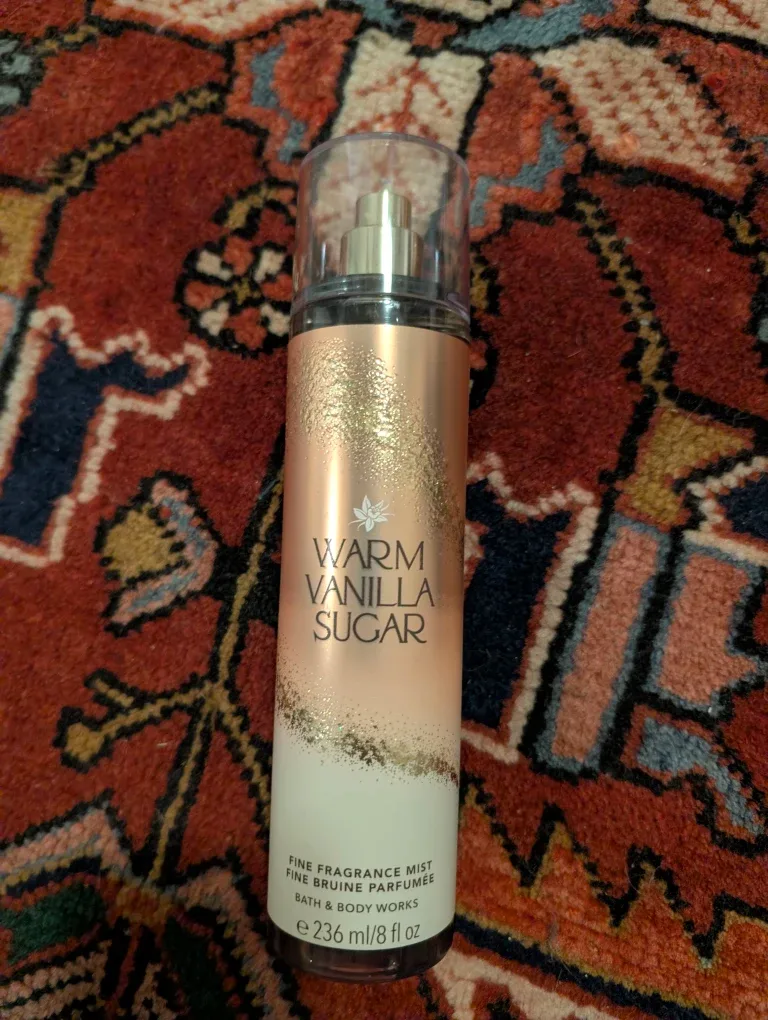 WARM
VANILLA
SUGAR
FINE FRAGRANCE MIST
FINE BRUINE PARFUMÉE
BATH & BODY WORKS
℮ 236 ml/8 fl oz